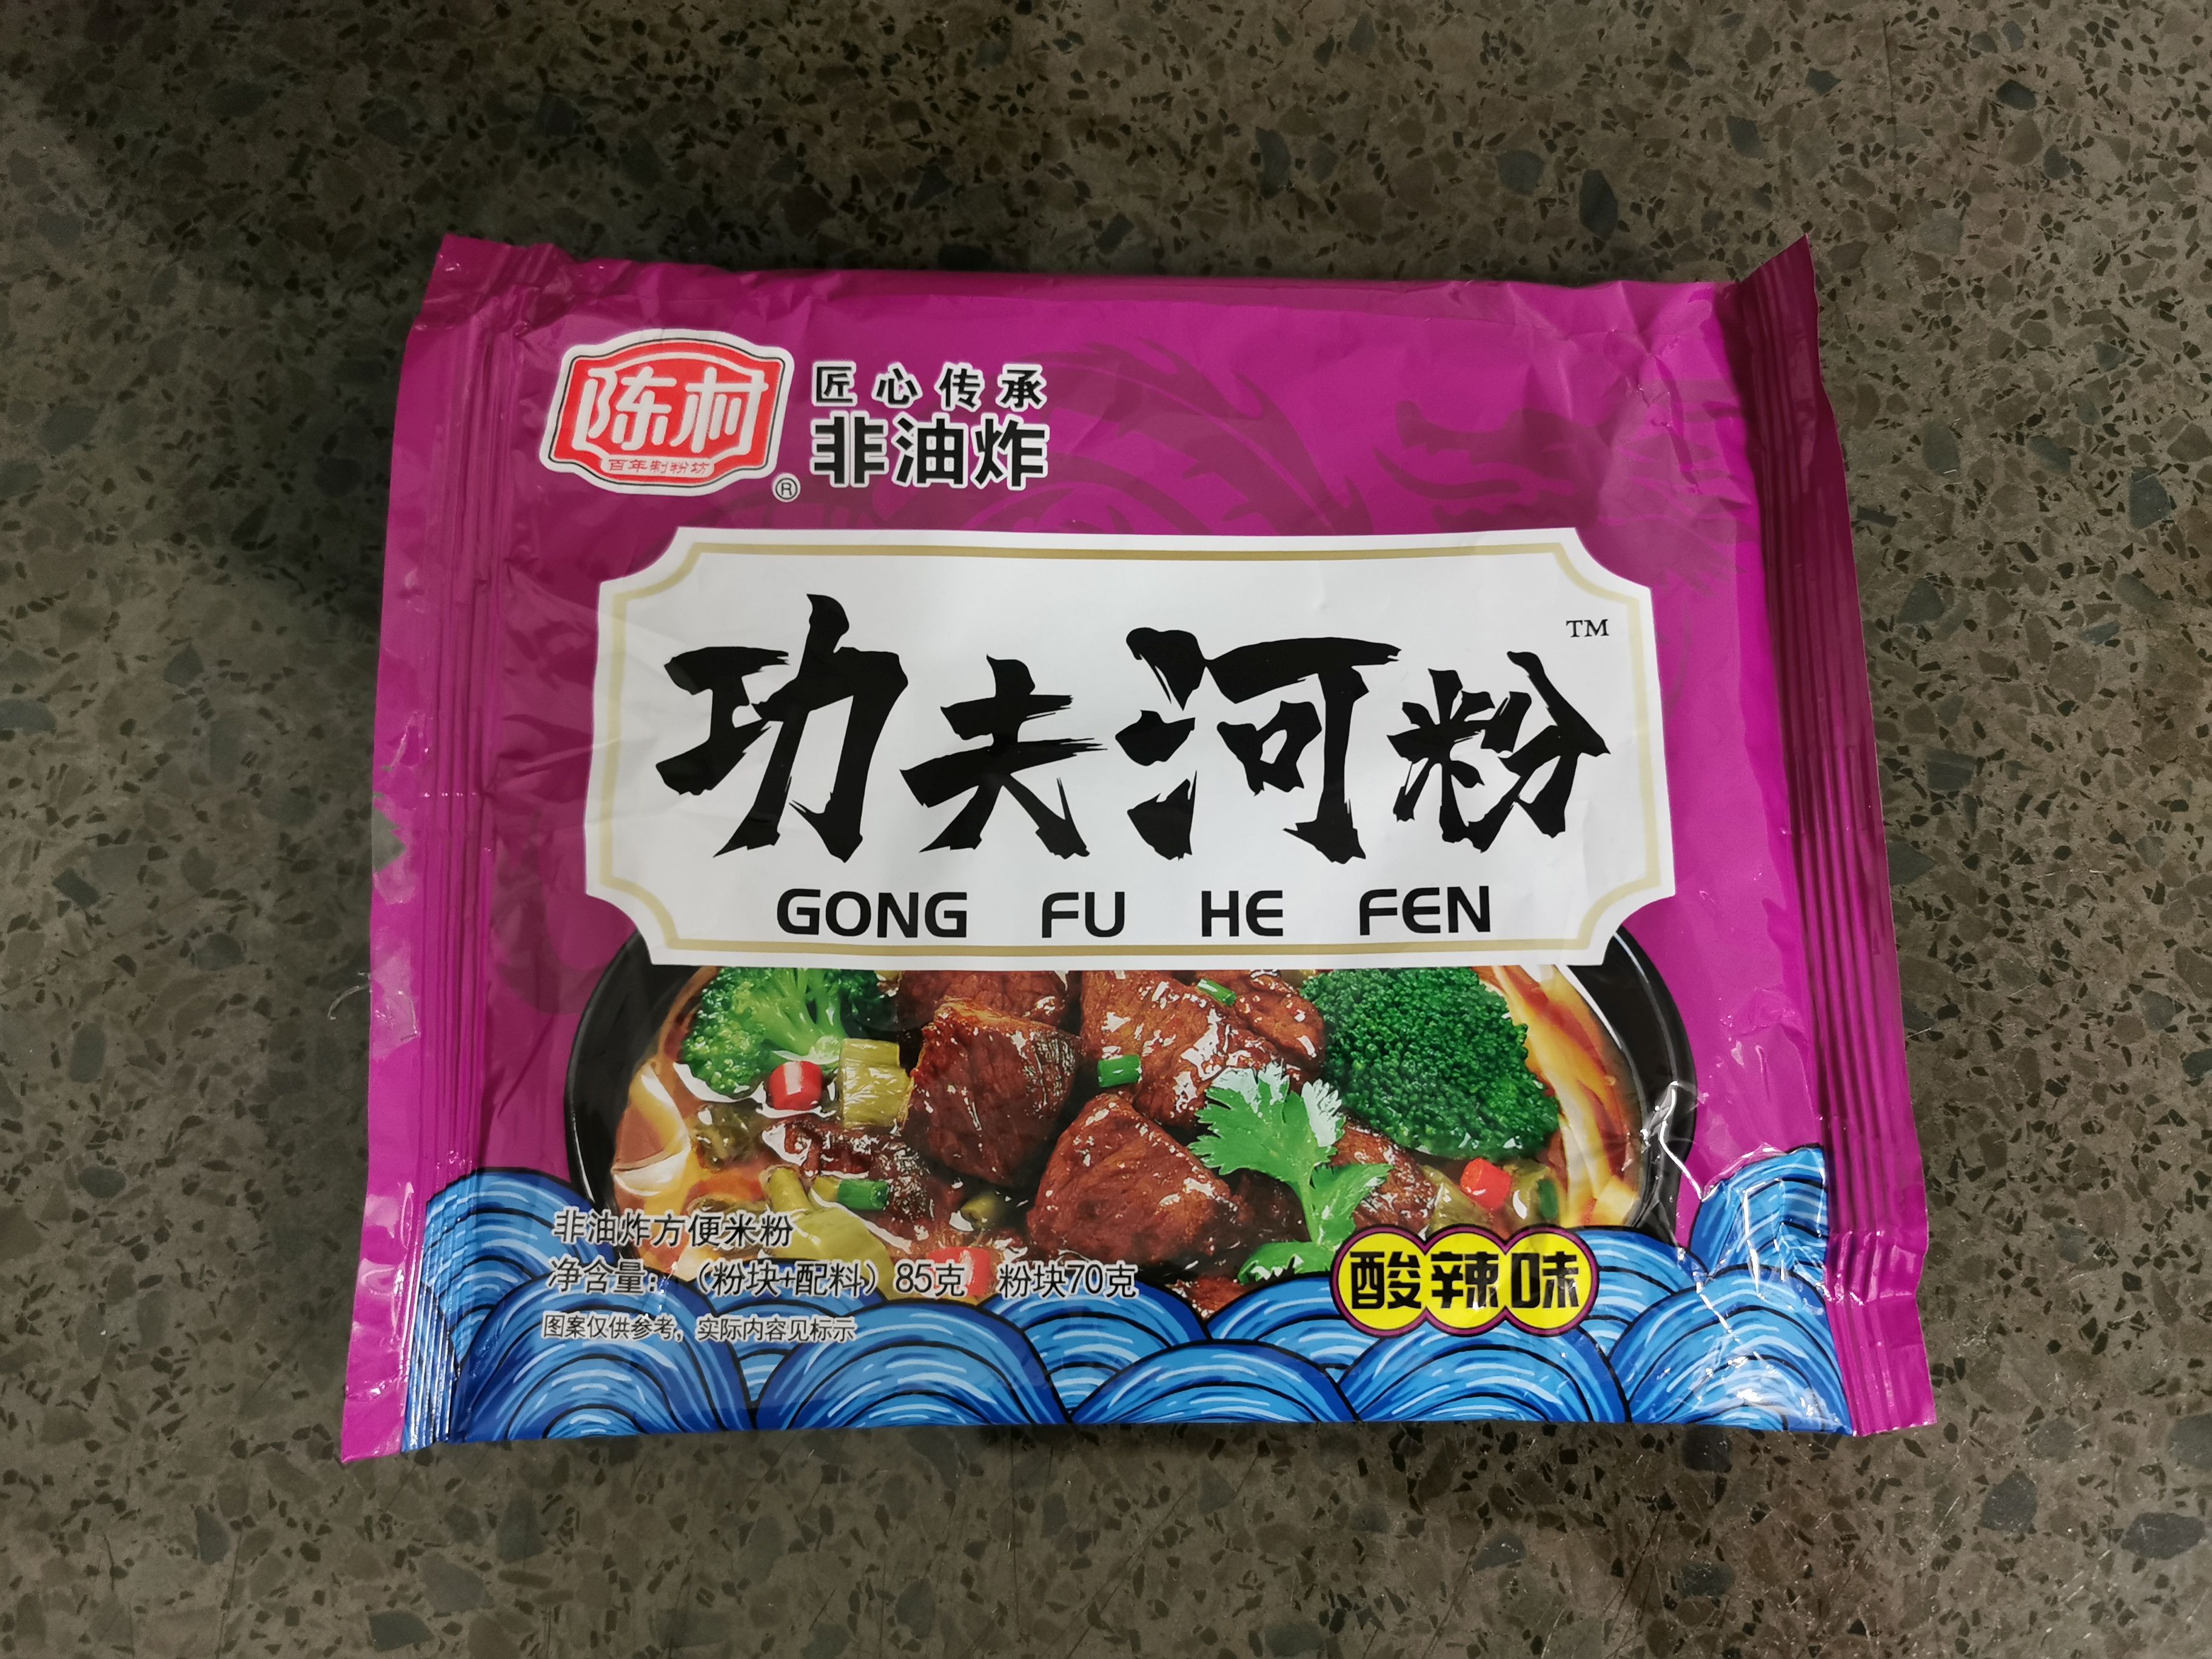 陈村
百年制粉坊
®
匠心传承
非油炸
功夫河粉
TM
GONG FU HE FEN
非油炸方便米粉
净含量:(粉块+配料)85克 粉块70克
图案仅供参考,实际内容见标示
酸辣味